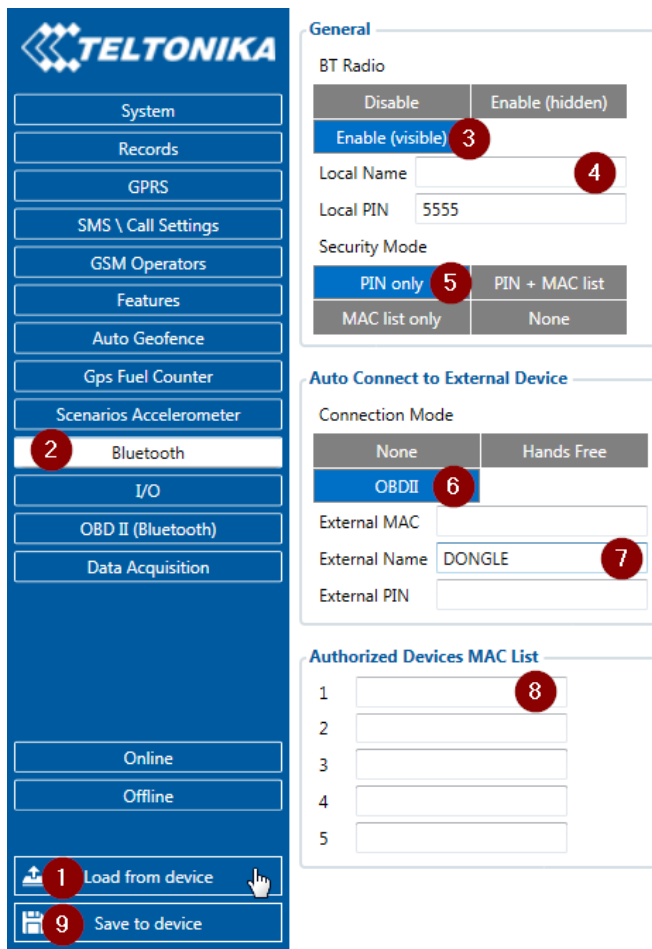 TELTONIKA
System
Records
GPRS
SMS \ Call Settings
GSM Operators
Features
Auto Geofence
Gps Fuel Counter
Scenarios Accelerometer
2 Bluetooth
I/O
OBD II (Bluetooth)
Data Acquisition
Online
Offline
1 Load from device
9 Save to device
General
BT Radio
Disable Enable (hidden)
Enable (visible) 3
Local Name 4
Local PIN 5555
Security Mode
PIN only 5 PIN + MAC list
MAC list only None
Auto Connect to External Device
Connection Mode
None Hands Free
OBDII 6
External MAC
External Name DONGLE 7
External PIN
Authorized Devices MAC List
1 8
2
3
4
5